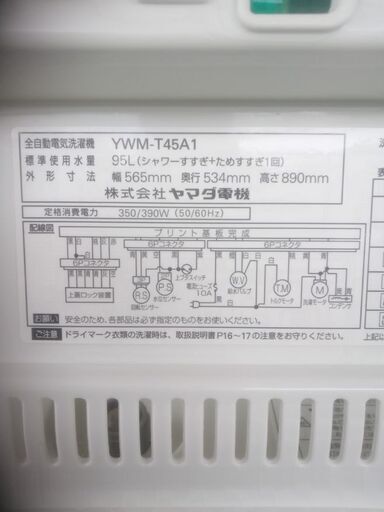 全自動電気洗濯機 YWM-T45A1
標準使用水量 95L(シャワーすすぎ+ためすすぎ1回)
外形寸法 幅565mm 奥行534mm 高さ890mm
株式会社ヤマダ電機
定格消費電力 350/390W (50/60Hz)
配線図
プリント基板完成
6Pコネクタ 6Pコネクタ
6Pコネクタ
上蓋ロック装置
R.S
回転センサー
P.S
水位センサー
フタスイッチ
電流ヒューズ
10A
W.V
給水バルブ
T.M
トルクモータ
M
洗濯モータ
コンデンサ
お願い 安全のため、各部品は必ず指定のものをお使いください。
ご注意 ドライマーク衣類の洗濯時は、取扱説明書P16〜17の注意をお守りください。